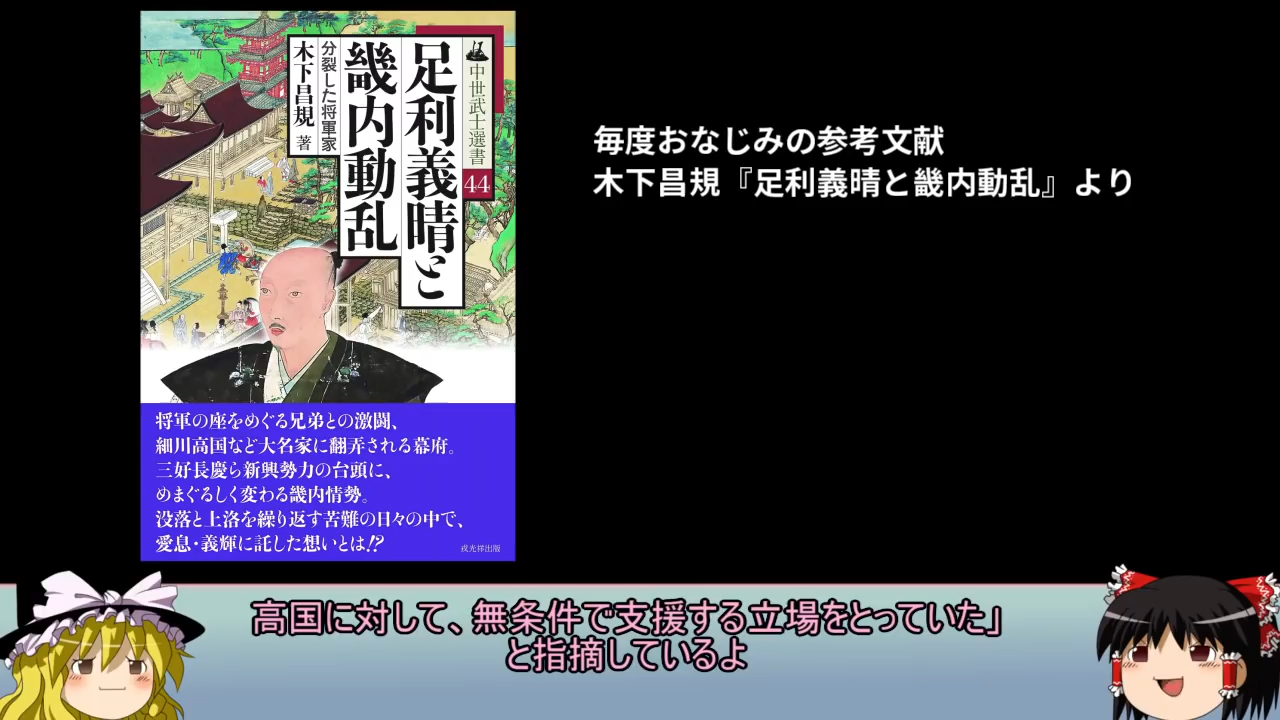 中世武士選書
44
足利義晴と
畿内動乱
分裂した将軍家
木下昌規 著
将軍の座をめぐる兄弟との激闘、
細川高国など大名家に翻弄される幕府。
三好長慶ら新興勢力の台頭に、
めまぐるしく変わる畿内情勢。
没落と上洛を繰り返す苦難の日々の中で、
愛息・義輝に託した想いとは!?
戎光祥出版
毎度おなじみの参考文献
木下昌規『足利義晴と畿内動乱』より
高国に対して、無条件で支援する立場をとっていた」
と指摘しているよ